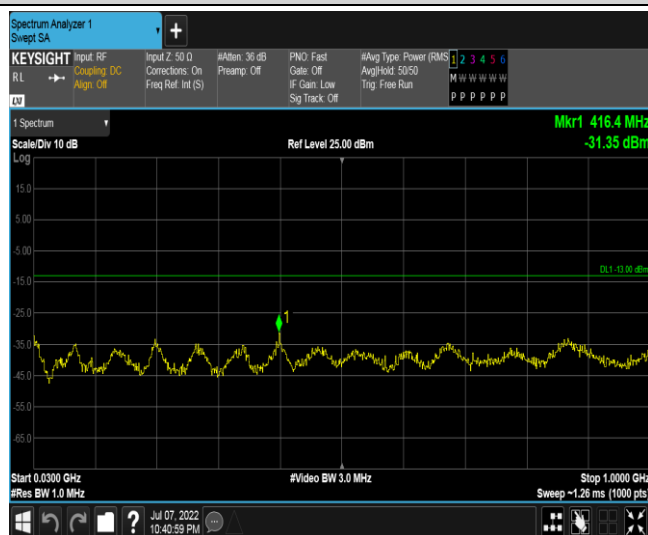 Spectrum Analyzer 1
Swept SA
KEYSIGHT
RL
LXI
Input: RF
Coupling: DC
Align: Off
Input Z: 50 Ω
Corrections: On
Freq Ref: Int (S)
#Atten: 36 dB
Preamp: Off
PNO: Fast
Gate: Off
IF Gain: Low
Sig Track: Off
#Avg Type: Power (RMS
Avg|Hold: 50/50
Trig: Free Run
1 2 3 4 5 6
M W W W W W
P P P P P P
1 Spectrum
Scale/Div 10 dB
Log
Ref Level 25.00 dBm
Mkr1 416.4 MHz
-31.35 dBm
15.0
5.00
-5.00
DL1 -13.00 dBm
-15.0
-25.0
1
-35.0
-45.0
-55.0
-65.0
Start 0.0300 GHz
#Res BW 1.0 MHz
#Video BW 3.0 MHz
Stop 1.0000 GHz
Sweep ~1.26 ms (1000 pts)
?
Jul 07, 2022
10:40:59 PM